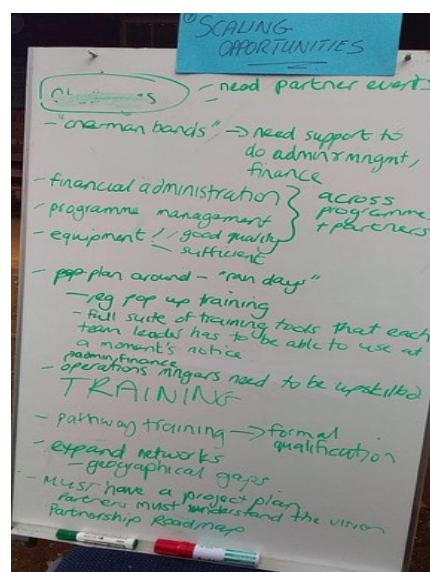 ① SCALING
OPPORTUNITIES
- need partner events
-
- "one-man bands" → need support to
do admin & mngmt,
finance
- financial administration
- programme management
- equipment !! good quality
- sufficient
across
programme
+ partners
- plan around - "rain days"
- eg pop up training
- full suite of training tools that each
team leader has to be able to use at
a moment's notice
admin/finance
- operations mngers need to be upskilled
TRAINING
- pathway training → formal
qualification
- expand networks
- geographical gaps
- MUST have a project plan
Partners must understand the vision
Partnership Roadmap